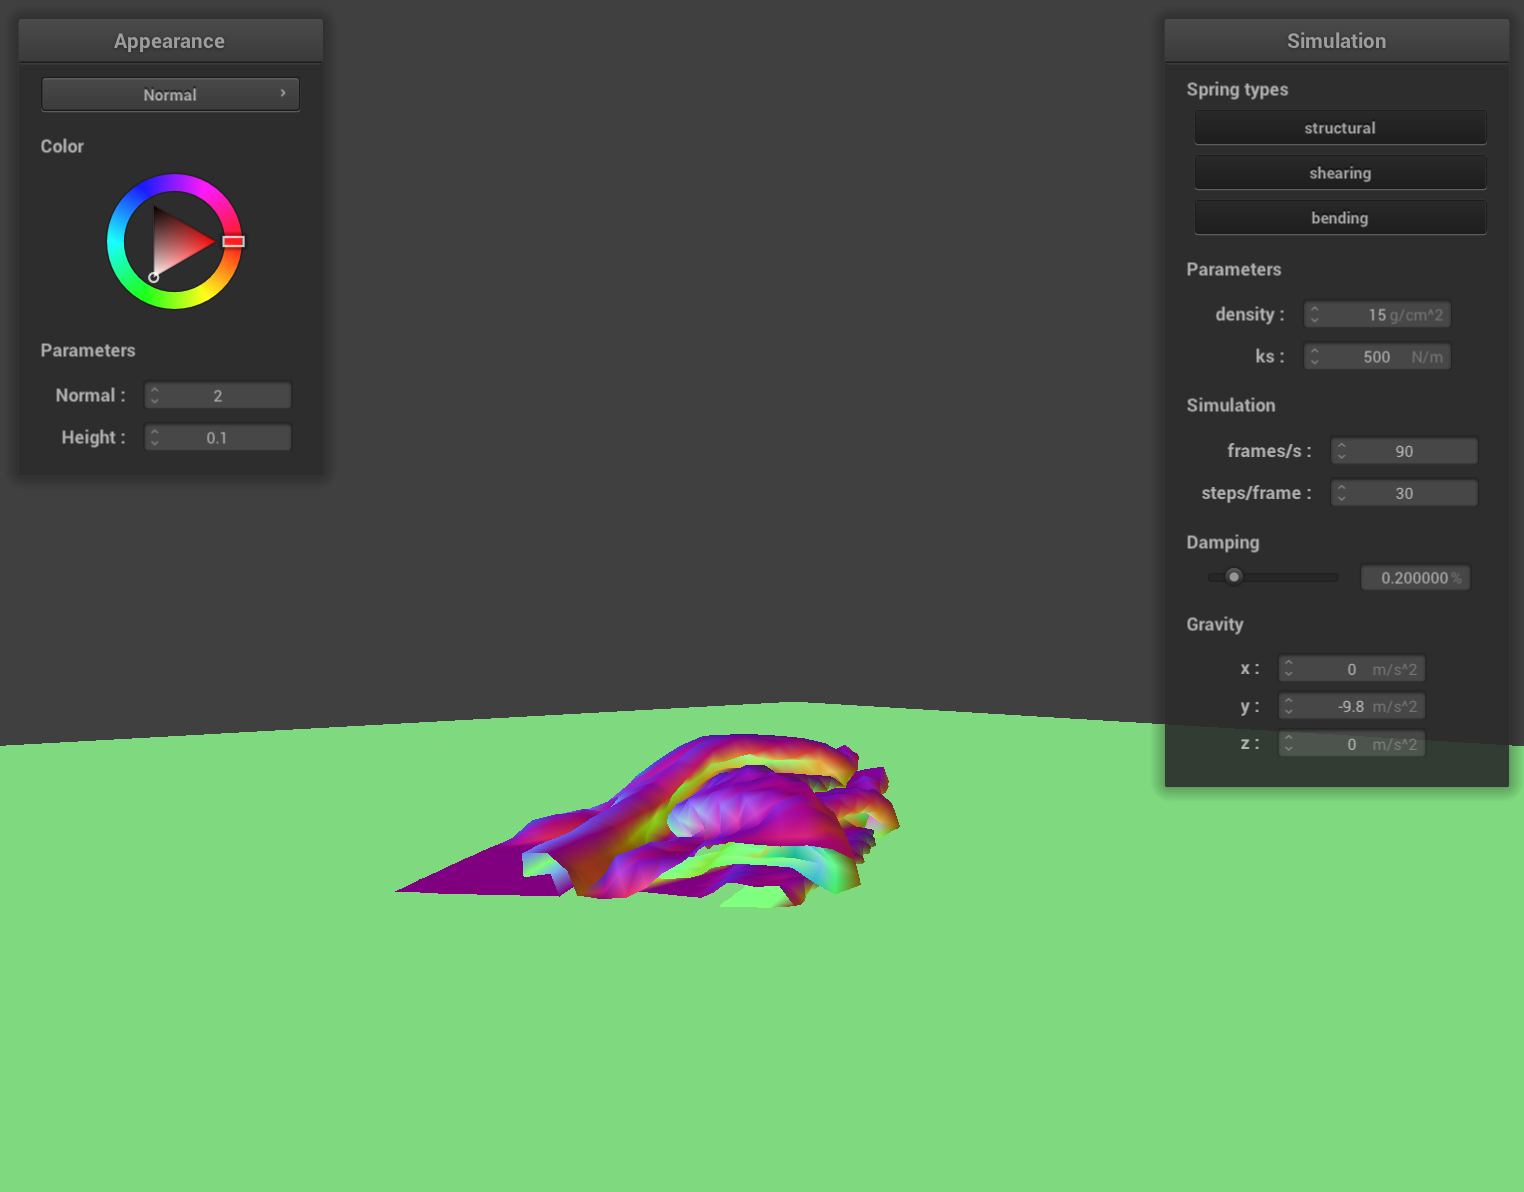 Appearance
Normal
Color
Parameters
Normal : 2
Height : 0.1
Simulation
Spring types
structural
shearing
bending
Parameters
density : 15 g/cm^2
ks : 500 N/m
Simulation
frames/s : 90
steps/frame : 30
Damping
0.200000 %
Gravity
x : 0 m/s^2
y : -9.8 m/s^2
z : 0 m/s^2